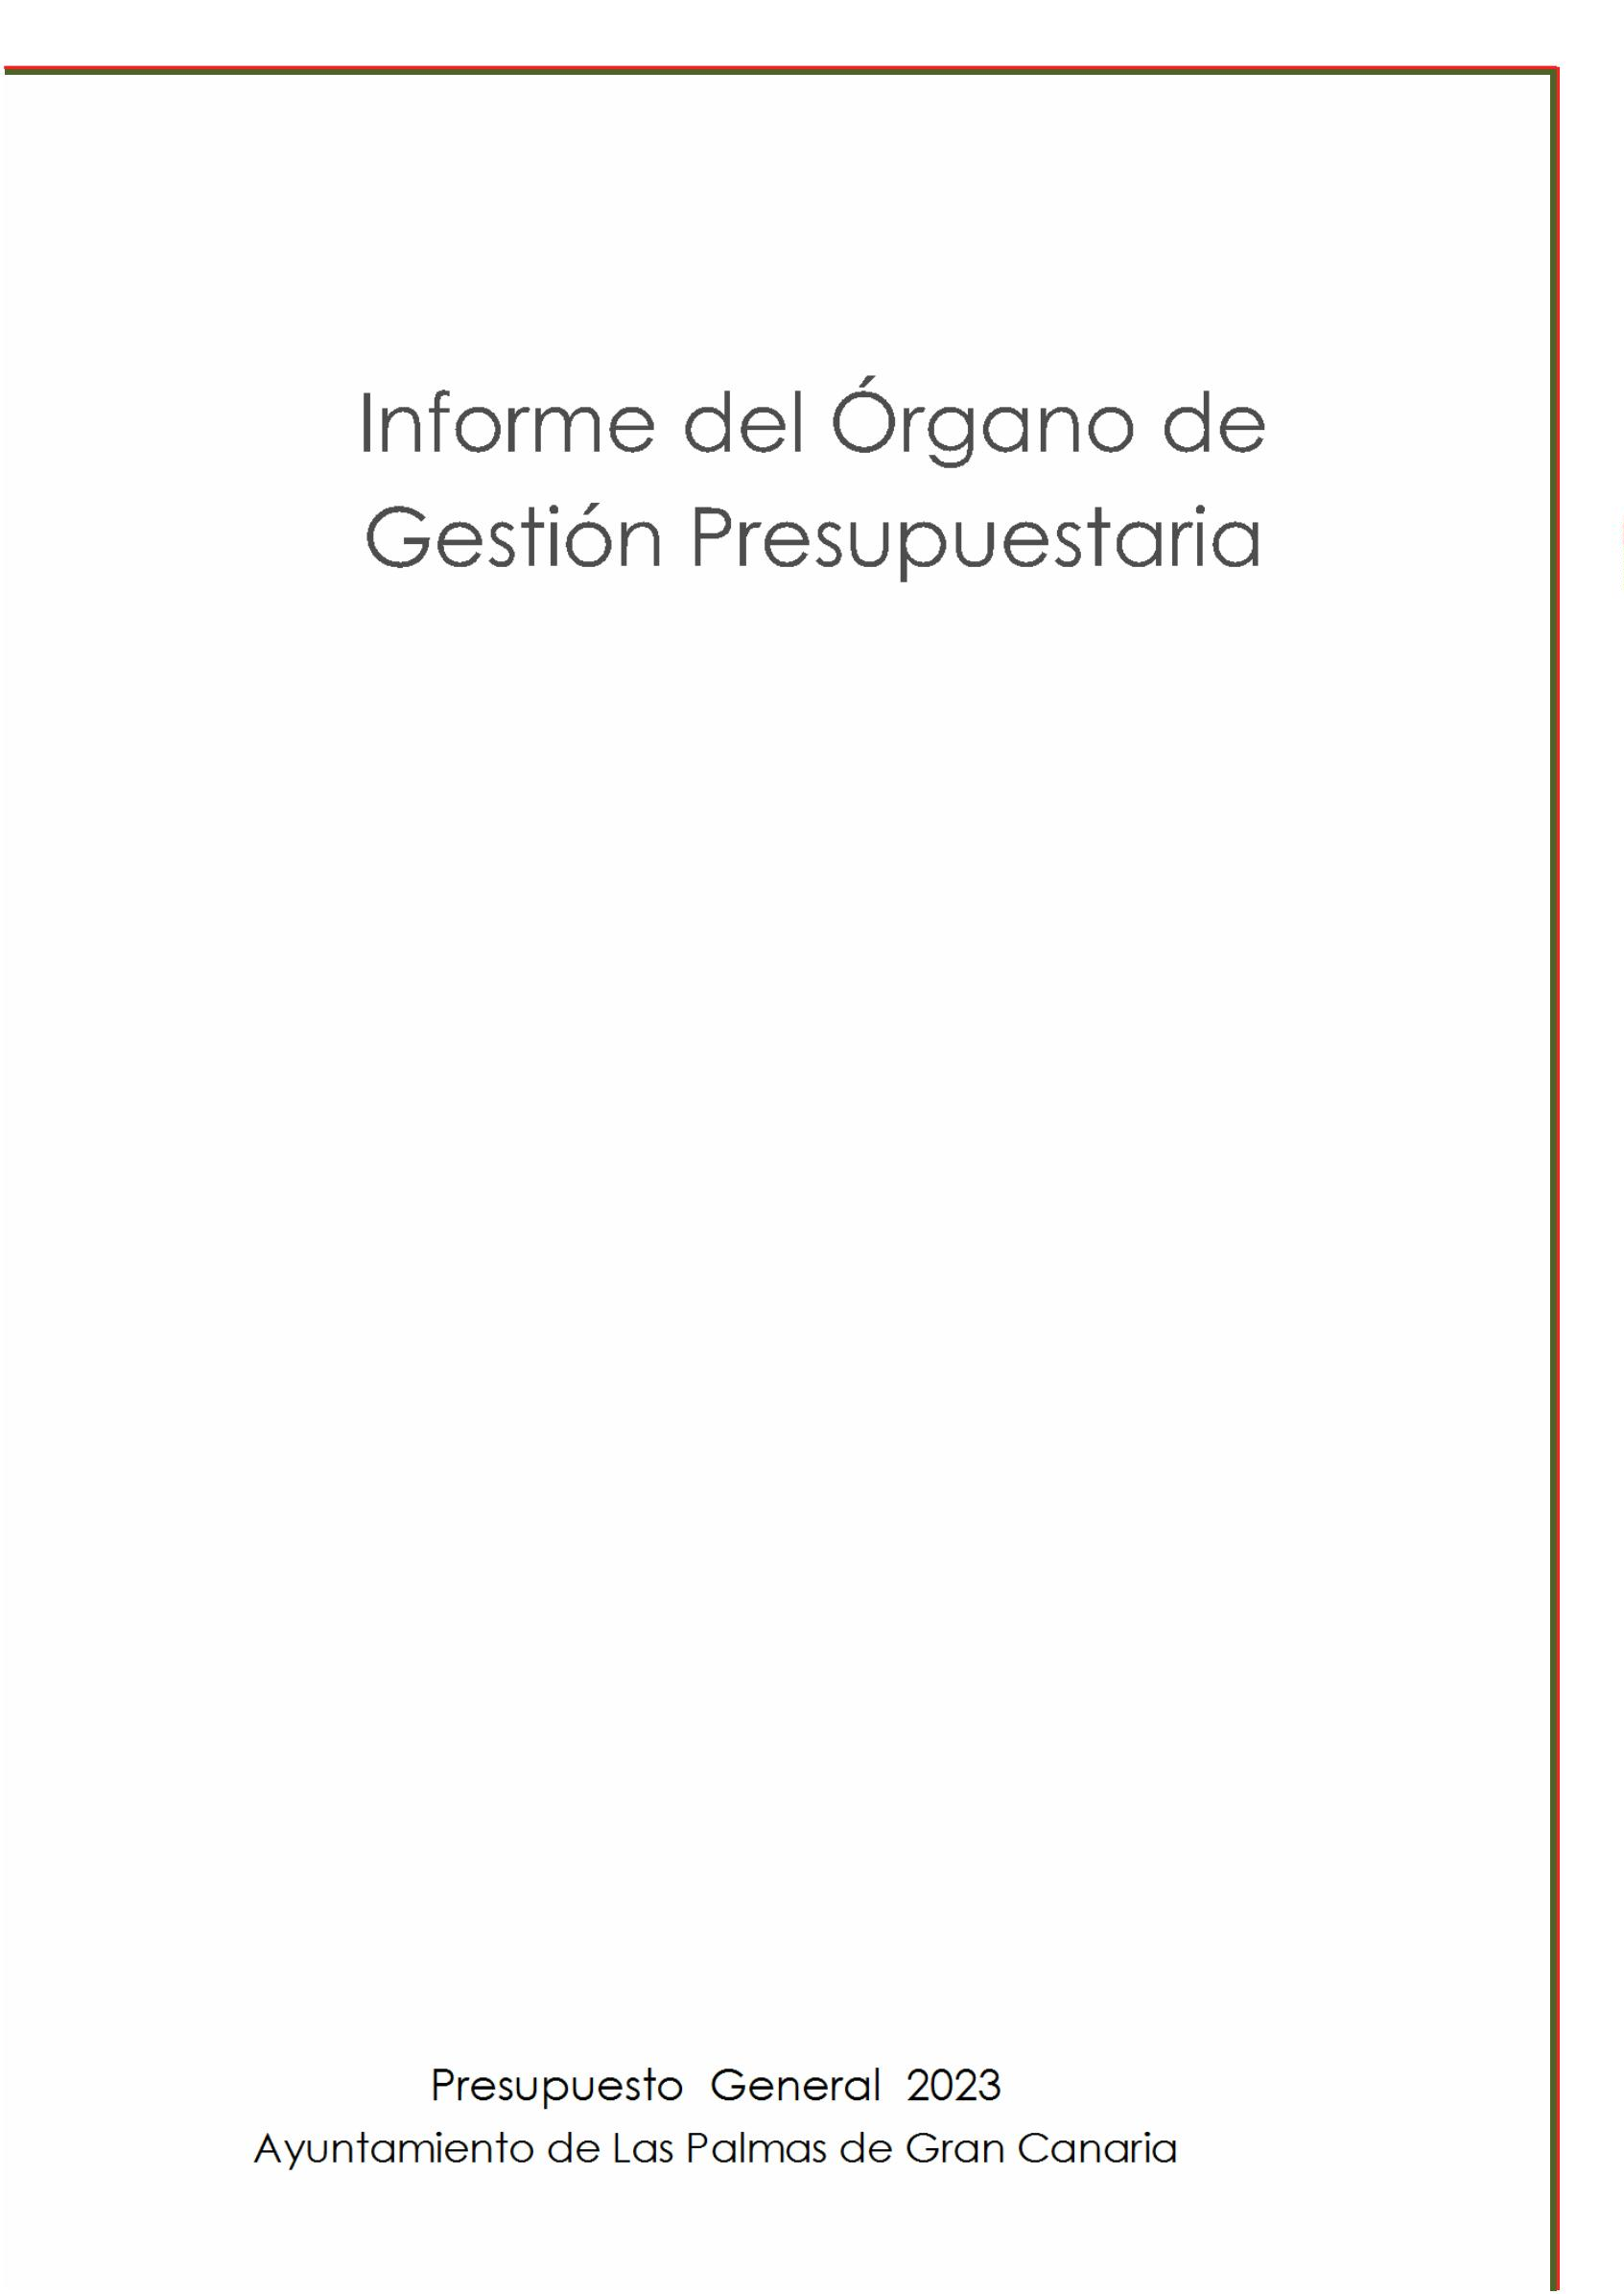 Informe del Órgano de
Gestión Presupuestaria
Presupuesto General 2023
Ayuntamiento de Las Palmas de Gran Canaria